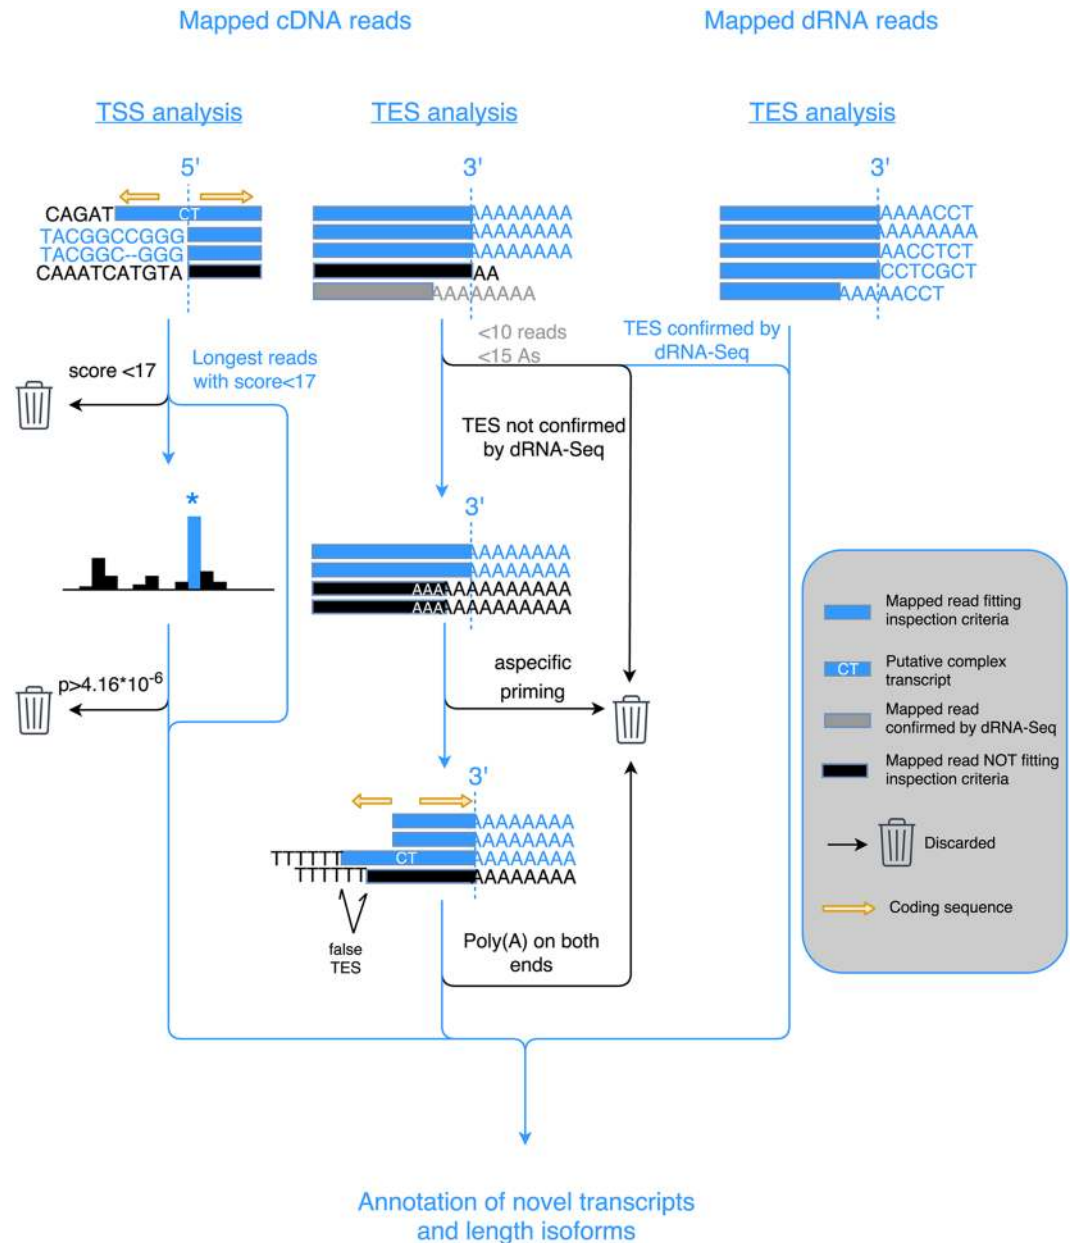 Mapped cDNA reads
Mapped dRNA reads
TSS analysis
TES analysis
TES analysis
5'
3'
3'
CAGAT
CT
TACGGCCGGG
TACGGC--GGG
CAAATCATGTA
AAAAAAAA
AAAAAAAA
AAAAAAAA
AA
AAAAAAAA
AAAACCT
AAAAAAAA
AACCTCT
CCTCGCT
AAAAACCT
<10 reads
<15 As
TES confirmed by
dRNA-Seq
score <17
Longest reads
with score<17
TES not confirmed
by dRNA-Seq
*
3'
AAAAAAAA
AAAAAAAA
AAAAAAAAAAAAA
AAAAAAAAAAAAA
p>4.16*10-6
aspecific
priming
3'
AAAAAAAA
AAAAAAAA
TTTTTT
CT
AAAAAAAA
TTTTTT
AAAAAAAA
false
TES
Poly(A) on both
ends
Mapped read fitting
inspection criteria
CT
Putative complex
transcript
Mapped read
confirmed by dRNA-Seq
Mapped read NOT fitting
inspection criteria
Discarded
Coding sequence
Annotation of novel transcripts
and length isoforms